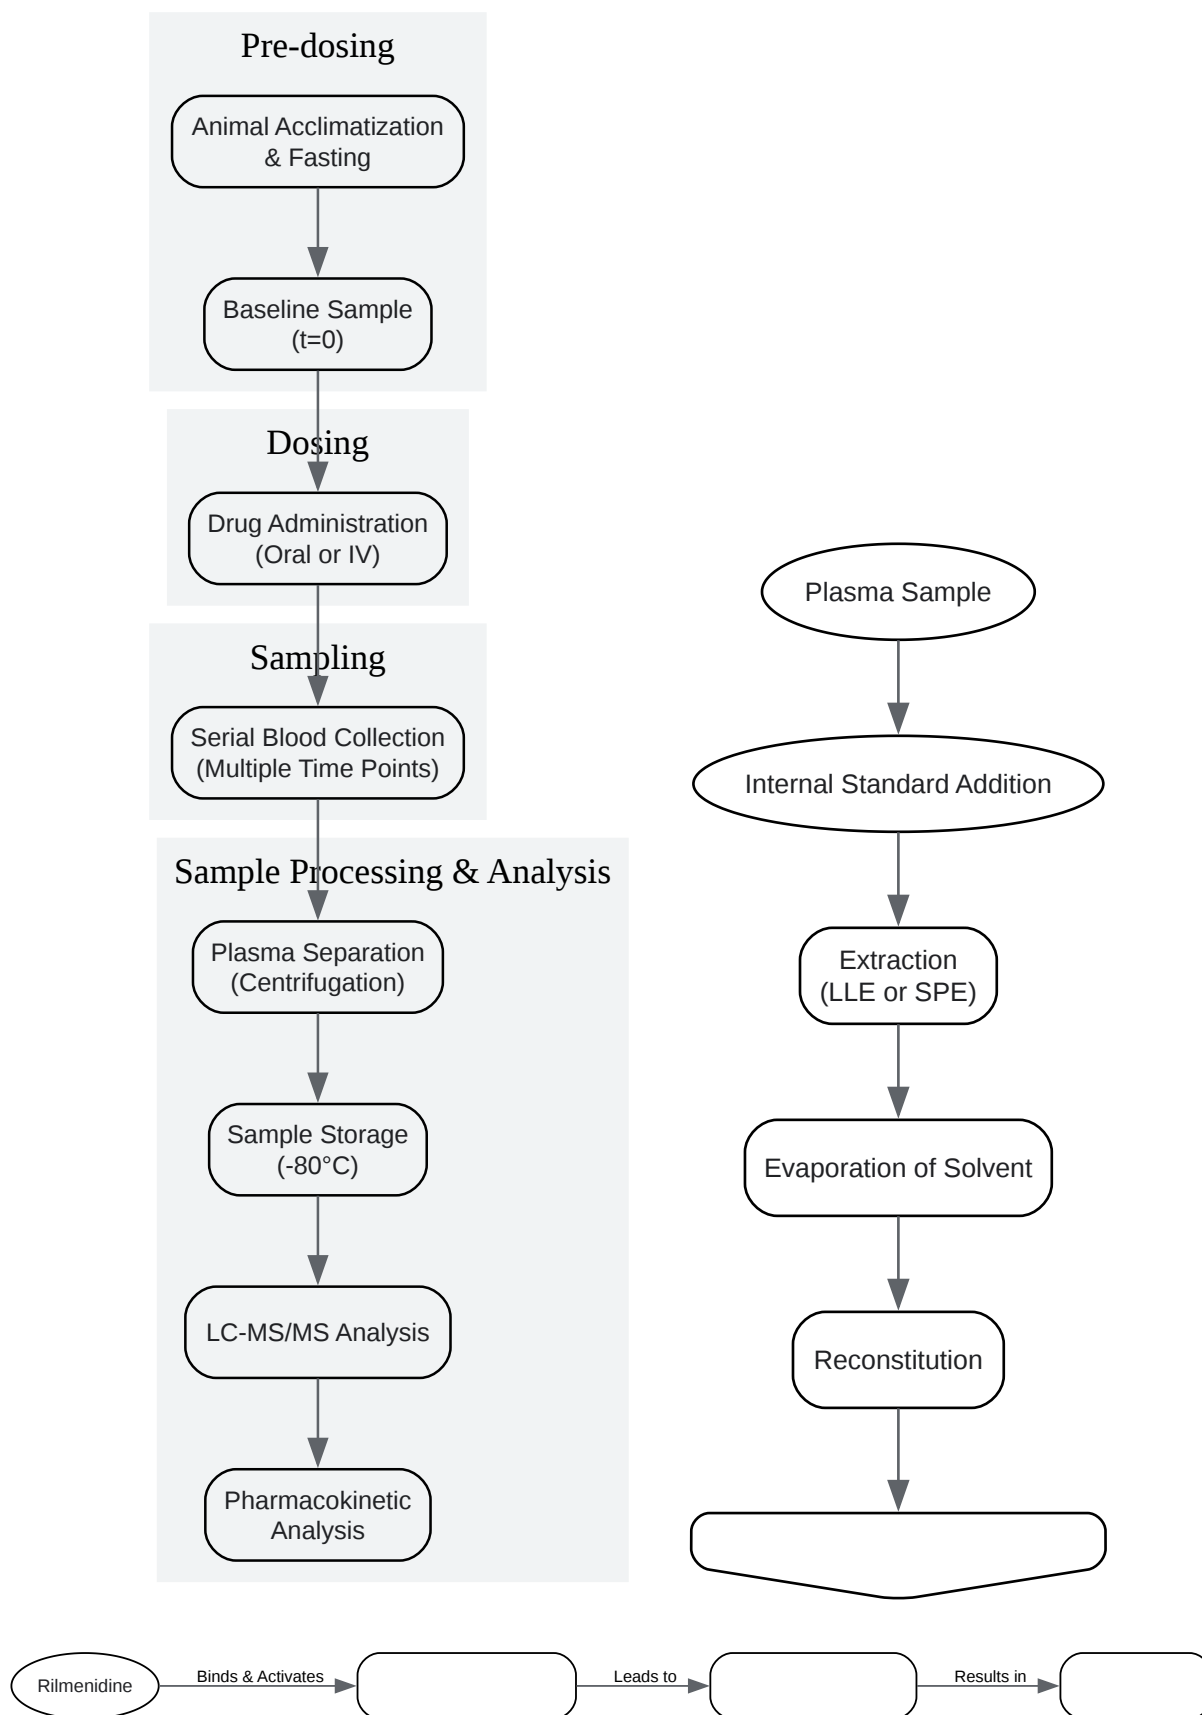 Pre-dosing
Animal Acclimatization
& Fasting
Baseline Sample
(t=0)
Dosing
Drug Administration
(Oral or IV)
Sampling
Serial Blood Collection
(Multiple Time Points)
Sample Processing & Analysis
Plasma Separation
(Centrifugation)
Sample Storage
(-80°C)
LC-MS/MS Analysis
Pharmacokinetic
Analysis
Plasma Sample
Internal Standard Addition
Extraction
(LLE or SPE)
Evaporation of Solvent
Reconstitution
Rilmenidine
Binds & Activates
Leads to
Results in